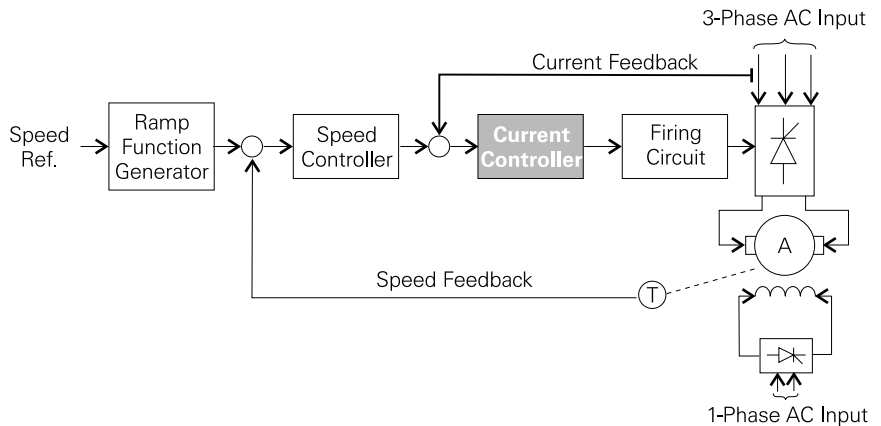 3-Phase AC Input
Current Feedback
Speed
Ref.
Ramp
Function
Generator
Speed
Controller
Current
Controller
Firing
Circuit
A
Speed Feedback
T
1-Phase AC Input